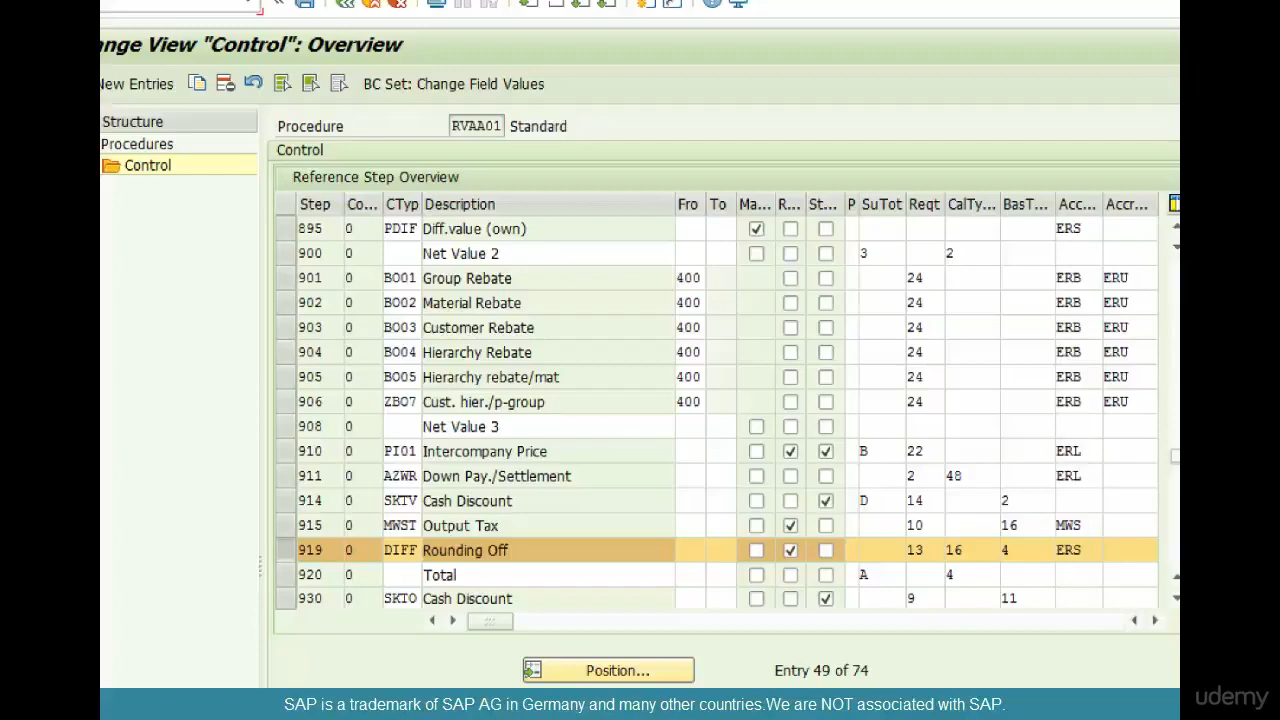 ange View "Control": Overview
New Entries BC Set: Change Field Values
Structure
Procedures
Control
Procedure RVAA01 Standard
Control
Reference Step Overview
Step Co... CTyp Description Fro To Ma... R... St... P SuTot Reqt CalTy... BasT... Acc... Accr...
895 0 PDIF Diff.value (own) ERS
900 0 Net Value 2 3 2
901 0 BO01 Group Rebate 400 24 ERB ERU
902 0 BO02 Material Rebate 400 24 ERB ERU
903 0 BO03 Customer Rebate 400 24 ERB ERU
904 0 BO04 Hierarchy Rebate 400 24 ERB ERU
905 0 BO05 Hierarchy rebate/mat 400 24 ERB ERU
906 0 ZBO7 Cust. hier./p-group 400 24 ERB ERU
908 0 Net Value 3
910 0 PI01 Intercompany Price B 22 ERL
911 0 AZWR Down Pay./Settlement 2 48 ERL
914 0 SKTV Cash Discount D 14 2
915 0 MWST Output Tax 10 16 MWS
919 0 DIFF Rounding Off 13 16 4 ERS
920 0 Total A 4
930 0 SKTO Cash Discount 9 11
Position... Entry 49 of 74
SAP is a trademark of SAP AG in Germany and many other countries.We are NOT associated with SAP.
udemy